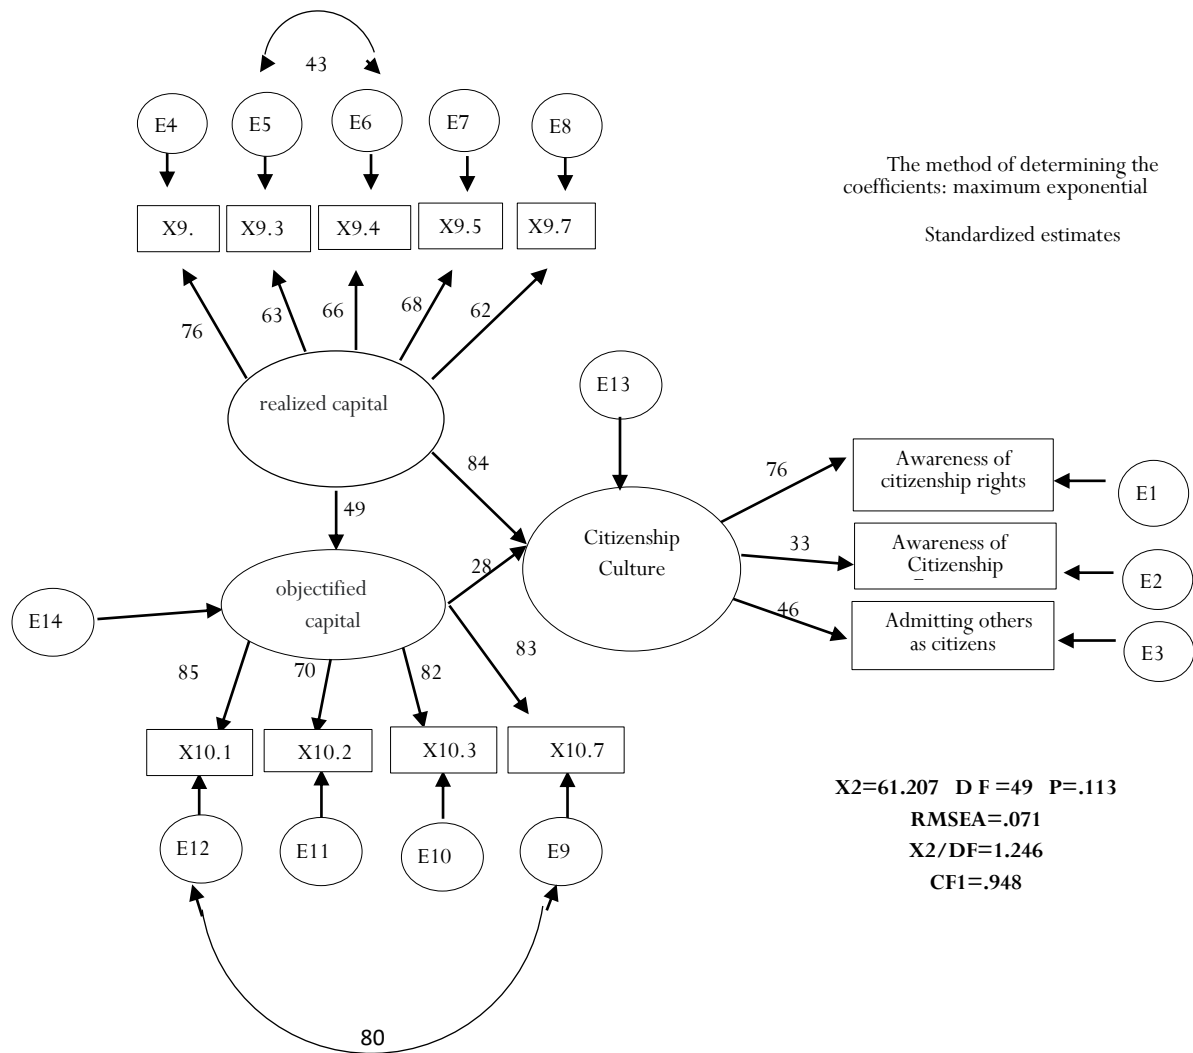 43
E4
E5
E6
E7
E8
The method of determining the
coefficients: maximum exponential
Standardized estimates
X9.
X9.3
X9.4
X9.5
X9.7
76
63
66
68
62
realized capital
E13
84
76
Awareness of
citizenship rights
E1
49
Citizenship
Culture
33
Awareness of
Citizenship
E2
28
objectified
capital
E14
46
Admitting others
as citizens
E3
85
70
82
83
X10.1
X10.2
X10.3
X10.7
X2=61.207 D F =49 P=.113
RMSEA=.071
X2/DF=1.246
CF1=.948
E12
E11
E10
E9
80